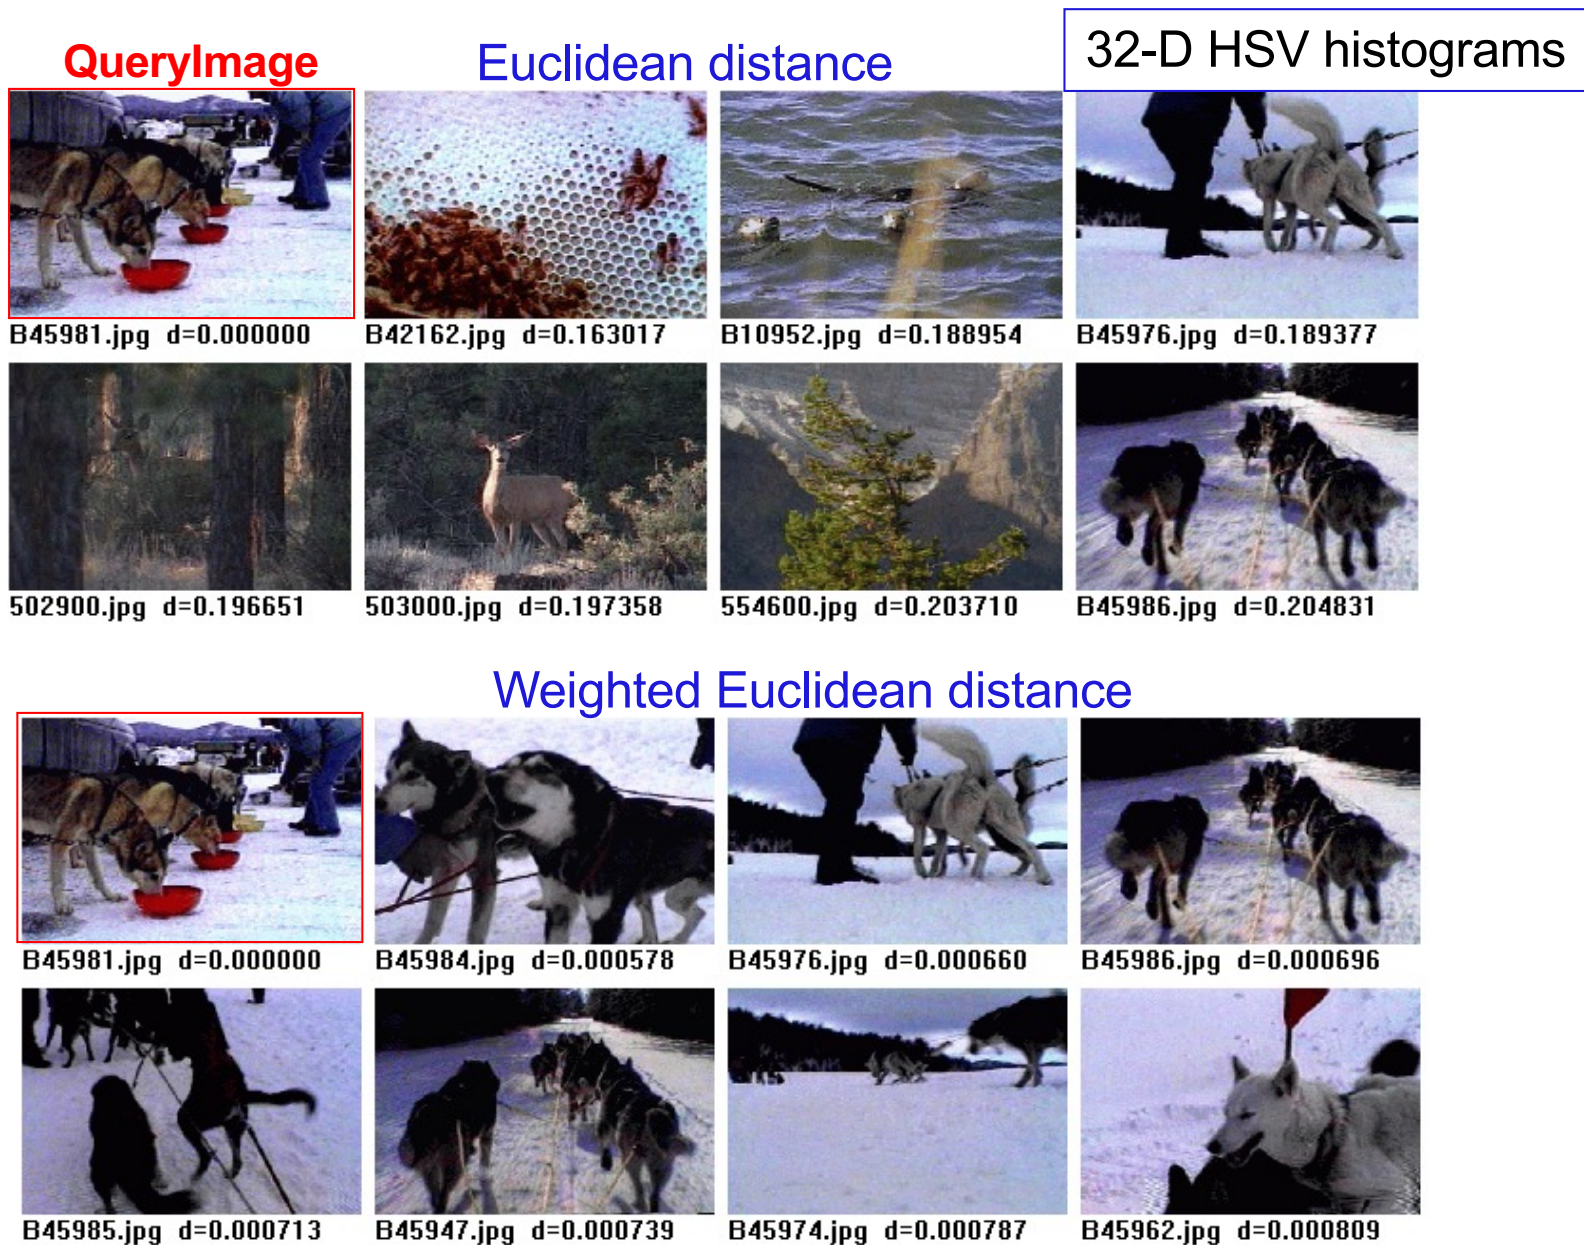 QueryImage
Euclidean distance
32-D HSV histograms
B45981.jpg d=0.000000
B42162.jpg d=0.163017
B10952.jpg d=0.188954
B45976.jpg d=0.189377
502900.jpg d=0.196651
503000.jpg d=0.197358
554600.jpg d=0.203710
B45986.jpg d=0.204831
Weighted Euclidean distance
B45981.jpg d=0.000000
B45984.jpg d=0.000578
B45976.jpg d=0.000660
B45986.jpg d=0.000696
B45985.jpg d=0.000713
B45947.jpg d=0.000739
B45974.jpg d=0.000787
B45962.jpg d=0.000809